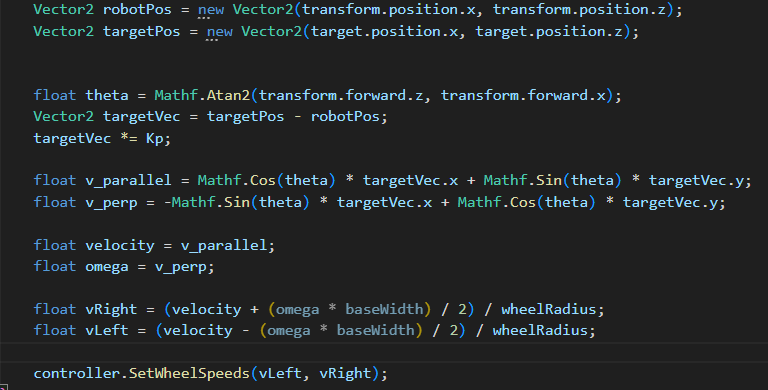 Vector2 robotPos = new Vector2(transform.position.x, transform.position.z);
Vector2 targetPos = new Vector2(target.position.x, target.position.z);
float theta = Mathf.Atan2(transform.forward.z, transform.forward.x);
Vector2 targetVec = targetPos - robotPos;
targetVec *= Kp;
float v_parallel = Mathf.Cos(theta) * targetVec.x + Mathf.Sin(theta) * targetVec.y;
float v_perp = -Mathf.Sin(theta) * targetVec.x + Mathf.Cos(theta) * targetVec.y;
float velocity = v_parallel;
float omega = v_perp;
float vRight = (velocity + (omega * baseWidth) / 2) / wheelRadius;
float vLeft = (velocity - (omega * baseWidth) / 2) / wheelRadius;
controller.SetWheelSpeeds(vLeft, vRight);